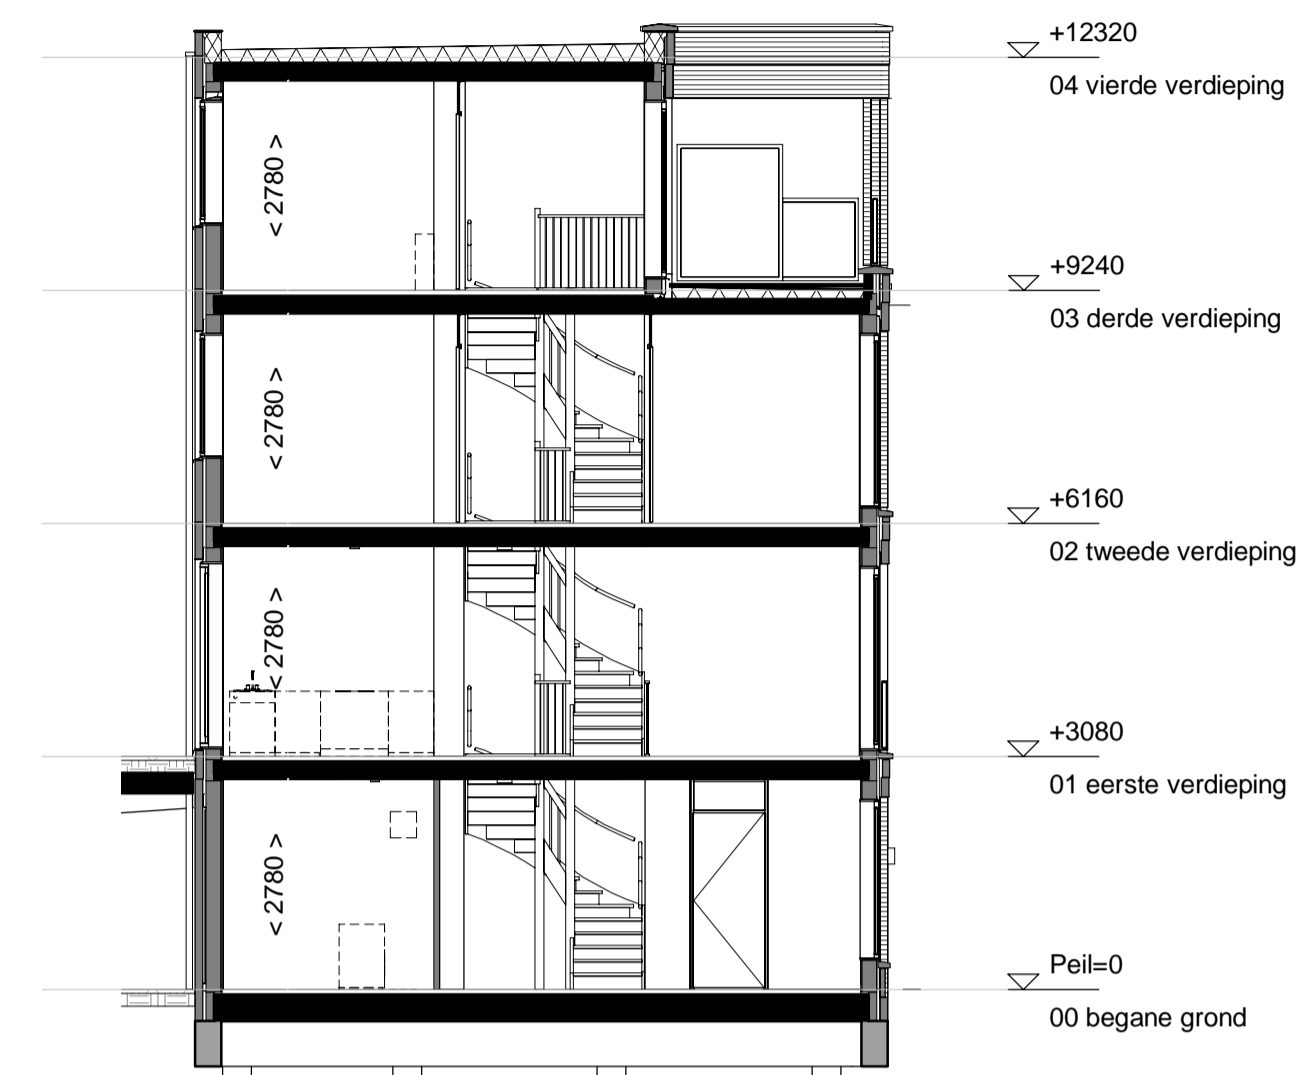 +12320
04 vierde verdieping
< 2780 >
+9240
03 derde verdieping
< 2780 >
+6160
02 tweede verdieping
< 2780 >
+3080
01 eerste verdieping
< 2780 >
Peil=0
00 begane grond